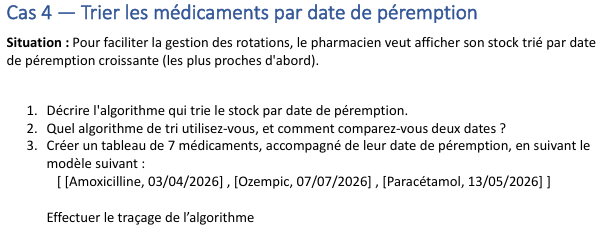 Cas 4 — Trier les médicaments par date de péremption
Situation : Pour faciliter la gestion des rotations, le pharmacien veut afficher son stock trié par date
de péremption croissante (les plus proches d'abord).
1. Décrire l'algorithme qui trie le stock par date de péremption.
2. Quel algorithme de tri utilisez-vous, et comment comparez-vous deux dates ?
3. Créer un tableau de 7 médicaments, accompagné de leur date de péremption, en suivant le
modèle suivant :
[ [Amoxicilline, 03/04/2026] , [Ozempic, 07/07/2026] , [Paracétamol, 13/05/2026] ]
Effectuer le traçage de l’algorithme